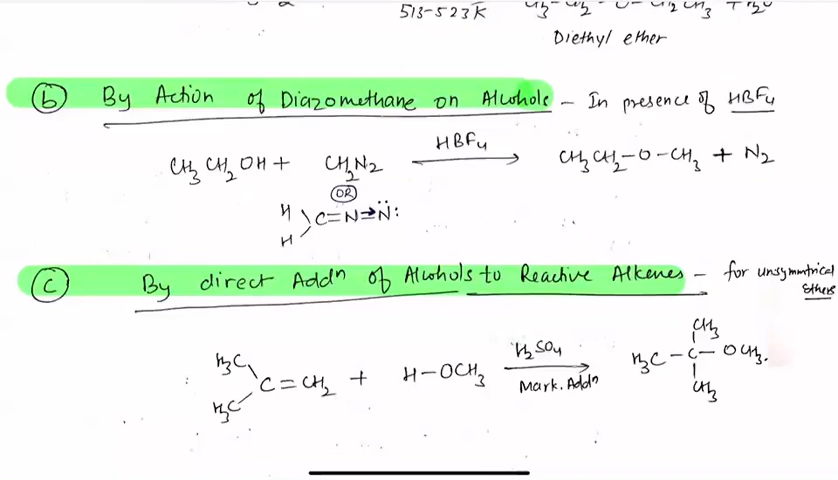 513-523K
Diethyl ether
(b) By Action of Diazomethane on Alcohols – In presence of HBF4
CH3CH2OH + CH2N2 HBF4 → CH3CH2-O-CH3 + N2
OR
H
C=N→N̈:
H
(c) By direct Addn of Alcohols to Reactive Alkenes – for unsymmtrical
Ethers
CH3
H3C
C=CH2 + H-OCH3 H2SO4 → H3C-C-OCH3.
H3C
Mark. Addn
CH3